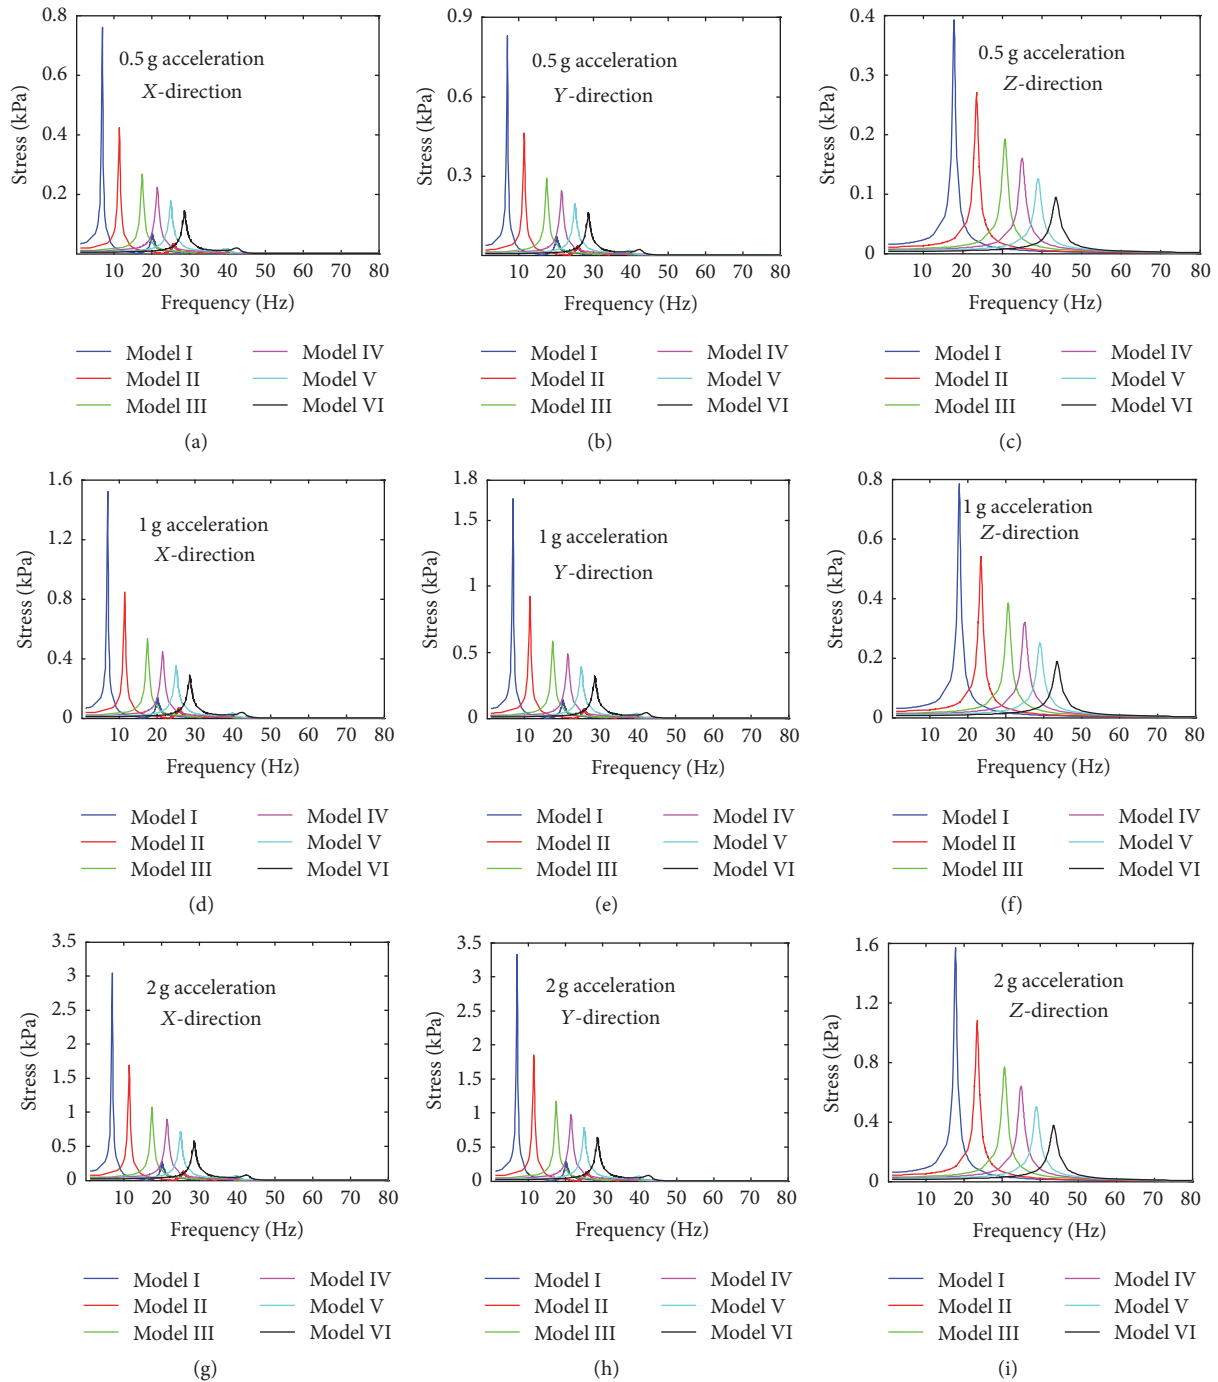 0.8
0.6
0.4
0.2
Stress (kPa)
0.5 g acceleration
X-direction
10 20 30 40 50 60 70 80
Frequency (Hz)
Model I Model IV
Model II Model V
Model III Model VI
(a)
0.9
0.6
0.3
Stress (kPa)
0.5 g acceleration
Y-direction
10 20 30 40 50 60 70 80
Frequency (Hz)
Model I Model IV
Model II Model V
Model III Model VI
(b)
0.4
0.3
0.2
0.1
0
Stress (kPa)
0.5 g acceleration
Z-direction
10 20 30 40 50 60 70 80
Frequency (Hz)
Model I Model IV
Model II Model V
Model III Model VI
(c)
1.6
1.2
0.8
0.4
0
Stress (kPa)
1 g acceleration
X-direction
10 20 30 40 50 60 70 80
Frequency (Hz)
Model I Model IV
Model II Model V
Model III Model VI
(d)
1.8
1.5
1
0.5
0
Stress (kPa)
1 g acceleration
Y-direction
10 20 30 40 50 60 70 80
Frequency (Hz)
Model I Model IV
Model II Model V
Model III Model VI
(e)
0.8
0.6
0.4
0.2
0
Stress (kPa)
1 g acceleration
Z-direction
10 20 30 40 50 60 70 80
Frequency (Hz)
Model I Model IV
Model II Model V
Model III Model VI
(f)
3.5
3
2.5
2
1.5
1
0.5
0
Stress (kPa)
2 g acceleration
X-direction
10 20 30 40 50 60 70 80
Frequency (Hz)
Model I Model IV
Model II Model V
Model III Model VI
(g)
3.5
3
2.5
2
1.5
1
0.5
0
Stress (kPa)
2 g acceleration
Y-direction
10 20 30 40 50 60 70 80
Frequency (Hz)
Model I Model IV
Model II Model V
Model III Model VI
(h)
1.6
1.2
0.8
0.4
0
Stress (kPa)
2 g acceleration
Z-direction
10 20 30 40 50 60 70 80
Frequency (Hz)
Model I Model IV
Model II Model V
Model III Model VI
(i)